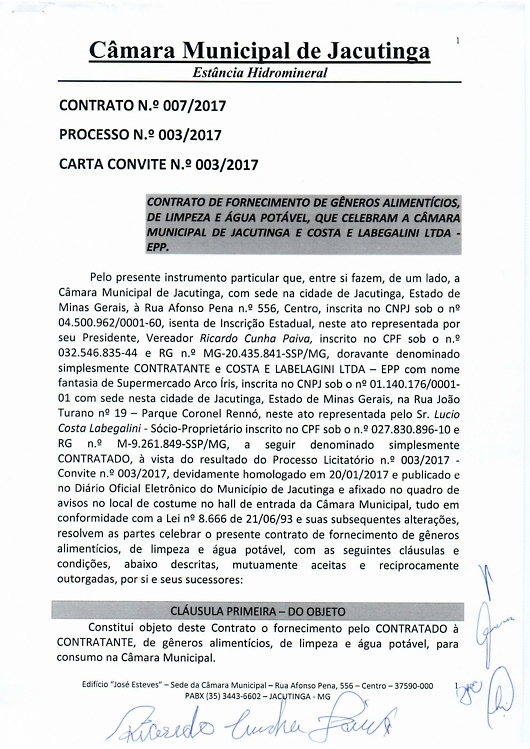 1
Câmara Municipal de Jacutinga
Estância Hidromineral
CONTRATO N.º 007/2017
PROCESSO N.º 003/2017
CARTA CONVITE N.º 003/2017
CONTRATO DE FORNECIMENTO DE GÊNEROS ALIMENTÍCIOS,
DE LIMPEZA E ÁGUA POTÁVEL, QUE CELEBRAM A CÂMARA
MUNICIPAL DE JACUTINGA E COSTA E LABEGALINI LTDA -
EPP.
Pelo presente instrumento particular que, entre si fazem, de um lado, a
Câmara Municipal de Jacutinga, com sede na cidade de Jacutinga, Estado de
Minas Gerais, à Rua Afonso Pena n.º 556, Centro, inscrita no CNPJ sob o nº
04.500.962/0001-60, isenta de Inscrição Estadual, neste ato representada por
seu Presidente, Vereador Ricardo Cunha Paiva, inscrito no CPF sob o n.º
032.546.835-44 e RG n.º MG-20.435.841-SSP/MG, doravante denominado
simplesmente CONTRATANTE e COSTA E LABELAGINI LTDA – EPP com nome
fantasia de Supermercado Arco Íris, inscrita no CNPJ sob o nº 01.140.176/0001-
01 com sede nesta cidade de Jacutinga, Estado de Minas Gerais, na Rua João
Turano nº 19 – Parque Coronel Rennó, neste ato representada pelo Sr. Lucio
Costa Labegalini - Sócio-Proprietário inscrito no CPF sob o n.º 027.830.896-10 e
RG n.º M-9.261.849-SSP/MG, a seguir denominado simplesmente
CONTRATADO, à vista do resultado do Processo Licitatório n.º 003/2017 -
Convite n.º 003/2017, devidamente homologado em 20/01/2017 e publicado e
no Diário Oficial Eletrônico do Município de Jacutinga e afixado no quadro de
avisos no local de costume no hall de entrada da Câmara Municipal, tudo em
conformidade com a Lei nº 8.666 de 21/06/93 e suas subsequentes alterações,
resolvem as partes celebrar o presente contrato de fornecimento de gêneros
alimentícios, de limpeza e água potável, com as seguintes cláusulas e
condições, abaixo descritas, mutuamente aceitas e reciprocamente
outorgadas, por si e seus sucessores:
CLÁUSULA PRIMEIRA – DO OBJETO
Constitui objeto deste Contrato o fornecimento pelo CONTRATADO à
CONTRATANTE, de gêneros alimentícios, de limpeza e água potável, para
consumo na Câmara Municipal.
Edifício "José Esteves" – Sede da Câmara Municipal – Rua Afonso Pena, 556 – Centro – 37590-000
PABX (35) 3443-6602 – JACUTINGA - MG
1
Ricardo Cunha Paiva